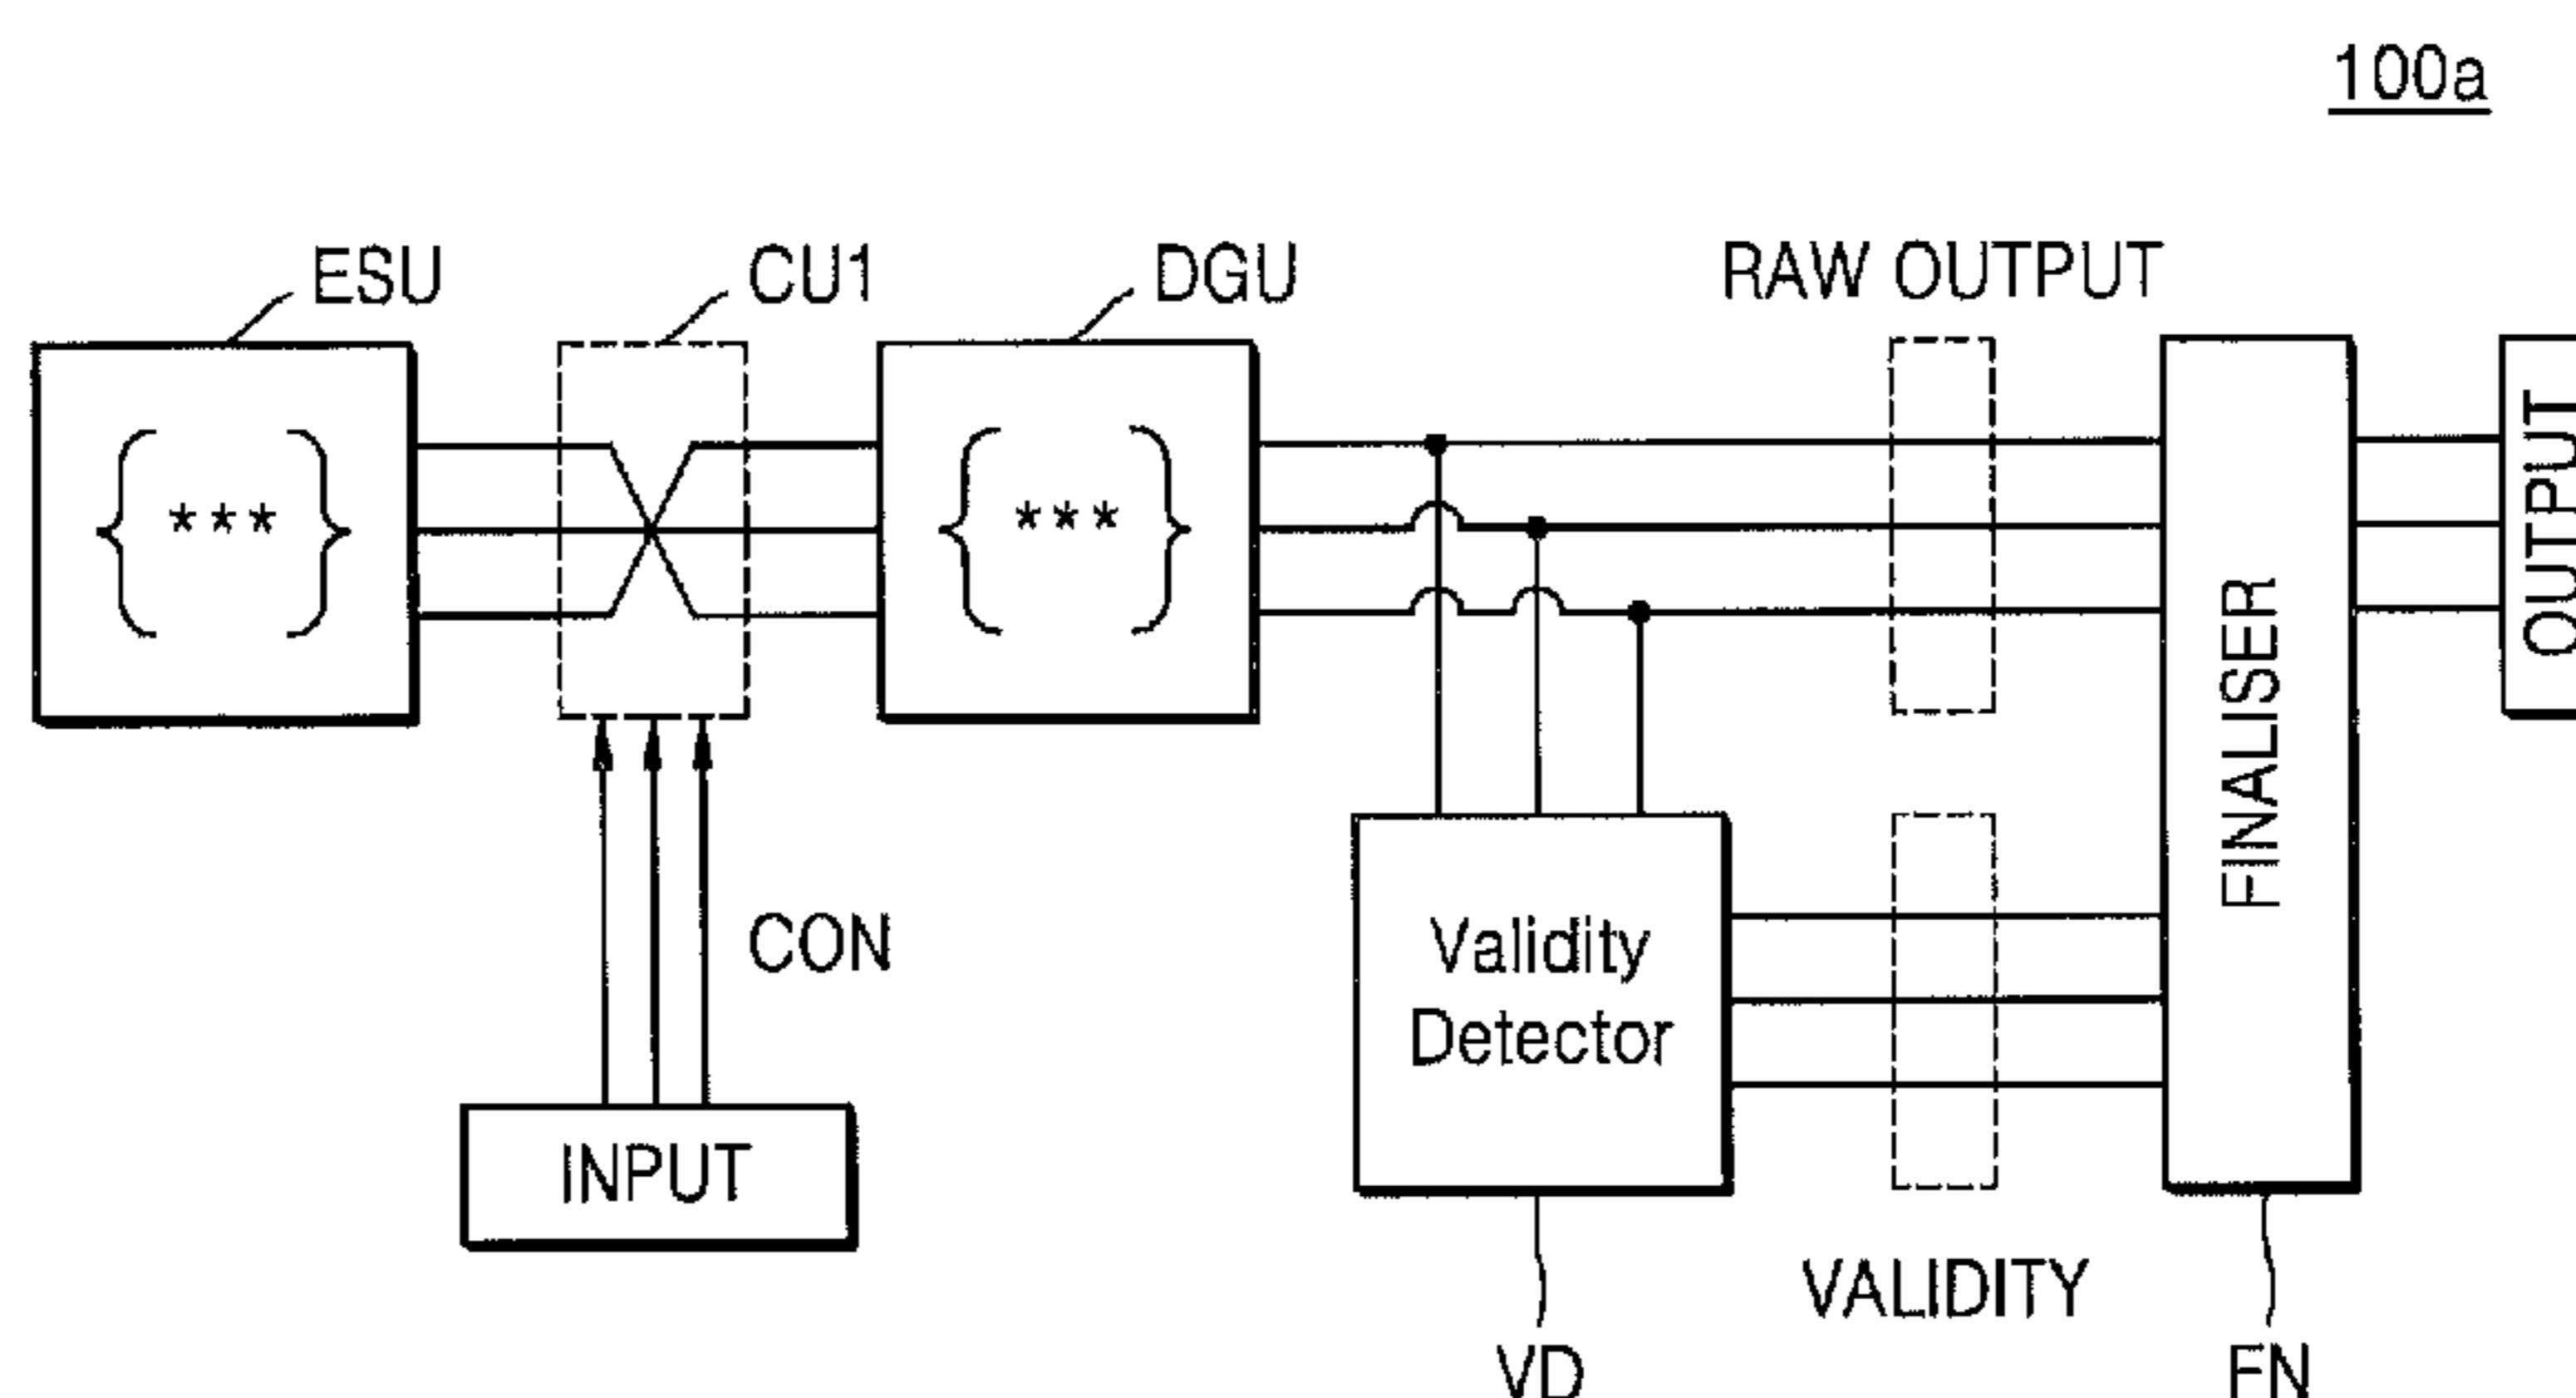 100a
ESU
CU1
DGU
RAW OUTPUT
***
***
FINALISER
OUTPUT
CON
Validity
Detector
INPUT
VALIDITY
VD
FN